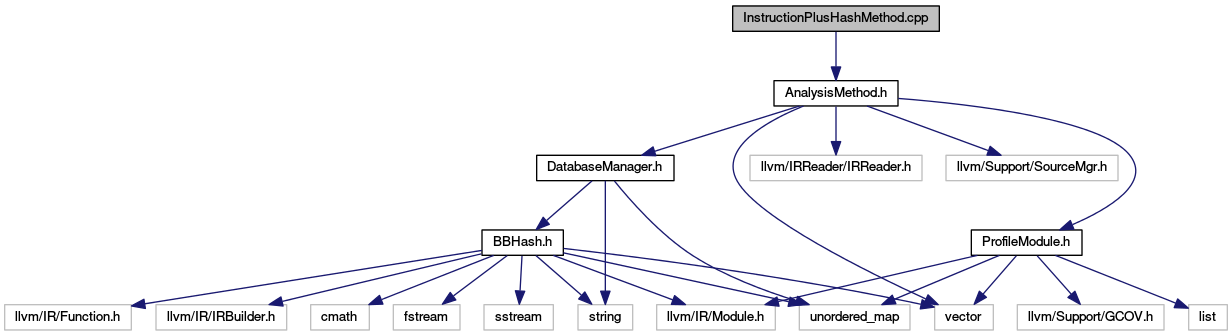 InstructionPlusHashMethod.cpp
AnalysisMethod.h
DatabaseManager.h
llvm/IRReader/IRReader.h
llvm/Support/SourceMgr.h
BBHash.h
ProfileModule.h
llvm/IR/Function.h
llvm/IR/IRBuilder.h
cmath
fstream
sstream
string
llvm/IR/Module.h
unordered_map
vector
llvm/Support/GCOV.h
list